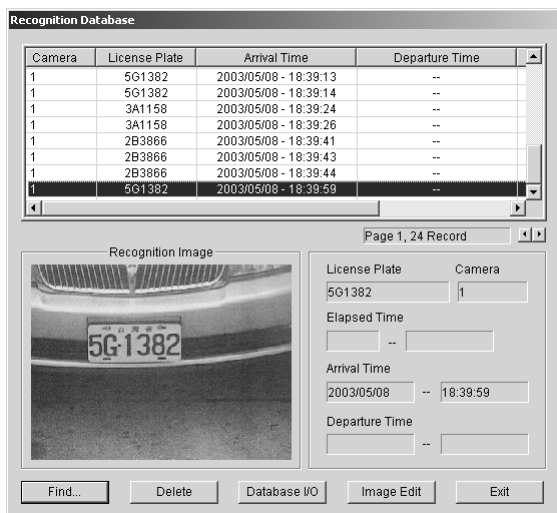 Recognition Database
Camera License Plate Arrival Time Departure Time
1 5G1382 2003/05/08 - 18:39:13 --
1 5G1382 2003/05/08 - 18:39:14 --
1 3A1158 2003/05/08 - 18:39:24 --
1 3A1158 2003/05/08 - 18:39:26 --
1 2B3866 2003/05/08 - 18:39:41 --
1 2B3866 2003/05/08 - 18:39:43 --
1 2B3866 2003/05/08 - 18:39:44 --
1 5G1382 2003/05/08 - 18:39:59 --
Page 1, 24 Record
Recognition Image
5G-1382
License Plate Camera
5G1382 1
Elapsed Time
--
Arrival Time
2003/05/08 -- 18:39:59
Departure Time
--
Find... Delete Database I/O Image Edit Exit